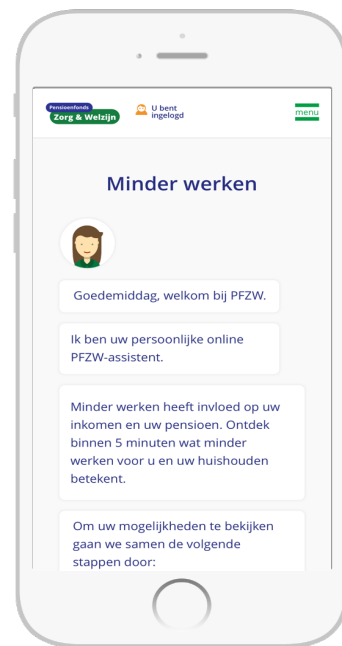 Pensioenfonds
Zorg & Welzijn
U bent
ingelogd
menu
Minder werken
Goedemiddag, welkom bij PFZW.
Ik ben uw persoonlijke online
PFZW-assistent.
Minder werken heeft invloed op uw
inkomen en uw pensioen. Ontdek
binnen 5 minuten wat minder
werken voor u en uw huishouden
betekent.
Om uw mogelijkheden te bekijken
gaan we samen de volgende
stappen door: